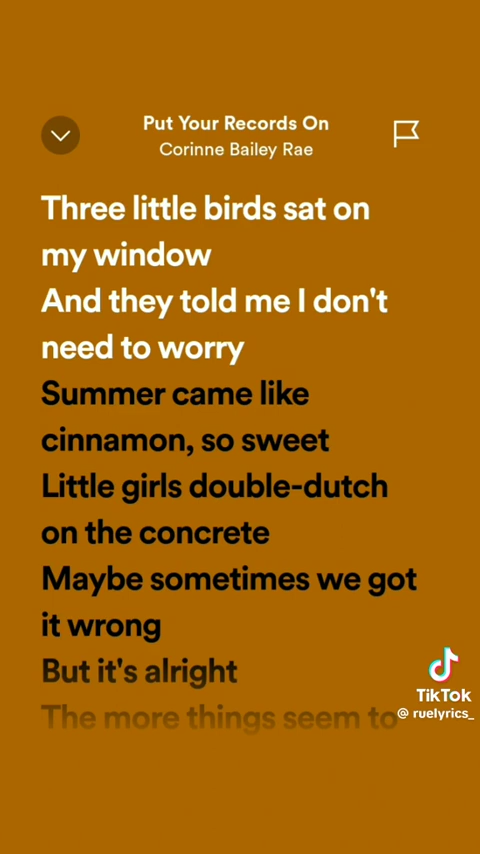 Put Your Records On
Corinne Bailey Rae
Three little birds sat on
my window
And they told me I don't
need to worry
Summer came like
cinnamon, so sweet
Little girls double-dutch
on the concrete
Maybe sometimes we got
it wrong
But it's alright
The more things seem to
TikTok
@ ruelyrics_